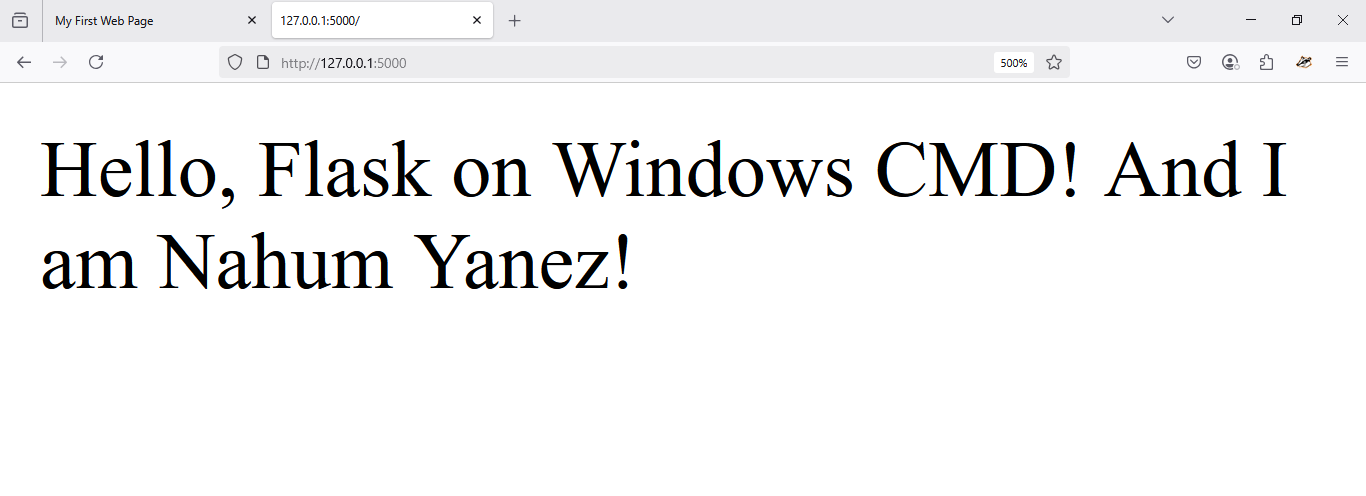 My First Web Page
127.0.0.1:5000/
http://127.0.0.1:5000
500%
Hello, Flask on Windows CMD! And I
am Nahum Yanez!